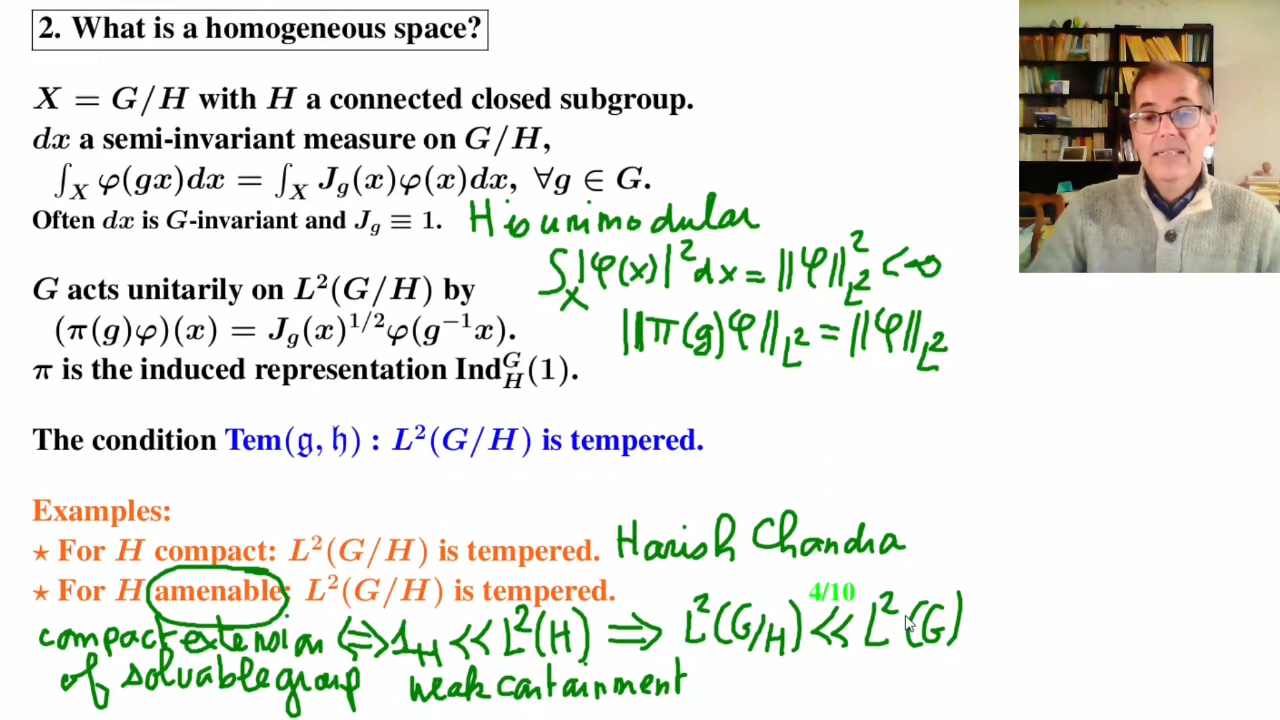 2. What is a homogeneous space?
X = G/H with H a connected closed subgroup.
dx a semi-invariant measure on G/H,
∫_X φ(gx)dx = ∫_X J_g(x)φ(x)dx, ∀g ∈ G.
Often dx is G-invariant and J_g ≡ 1. H is unimodular
∫_X |φ(x)|² dx = ||φ||²_{L²} < ∞
G acts unitarily on L²(G/H) by
(π(g)φ)(x) = J_g(x)^{1/2} φ(g^{-1}x). ||π(g)φ||_{L²} = ||φ||_{L²}
π is the induced representation Ind_H^G(1).
The condition Tem(𝔤, 𝔥) : L²(G/H) is tempered.
Examples:
⋆ For H compact: L²(G/H) is tempered. Harish Chandra
⋆ For H amenable: L²(G/H) is tempered.
4/10
compact extension ⟺ 1_H ≪ L²(H) ⟹ L²(G/H) ≪ L²(G)
of solvable group weak containment